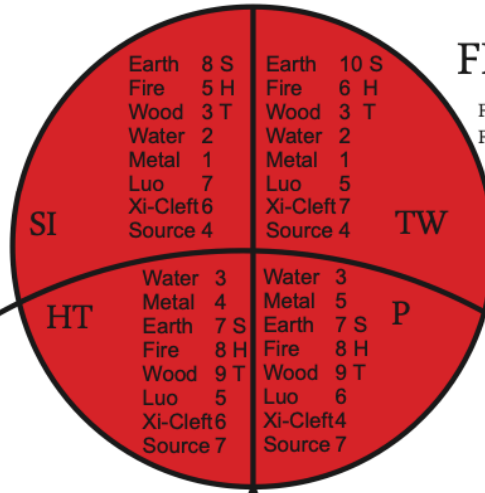 Earth 8 S
Fire 5 H
Wood 3 T
Water 2
Metal 1
Luo 7
Xi-Cleft 6
Source 4
SI
Earth 10 S
Fire 6 H
Wood 3 T
Water 2
Metal 1
Luo 5
Xi-Cleft 7
Source 4
TW
HT
Water 3
Metal 4
Earth 7 S
Fire 8 H
Wood 9 T
Luo 5
Xi-Cleft 6
Source 7
Water 3
Metal 5
Earth 7 S
Fire 8 H
Wood 9 T
Luo 6
Xi-Cleft 4
Source 7
P